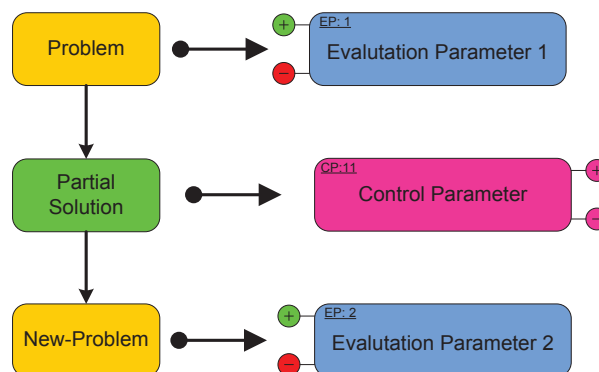 Problem
+
EP: 1
Evalutation Parameter 1
−
Partial
Solution
CP:11
Control Parameter
+
−
New-Problem
+
EP: 2
Evalutation Parameter 2
−